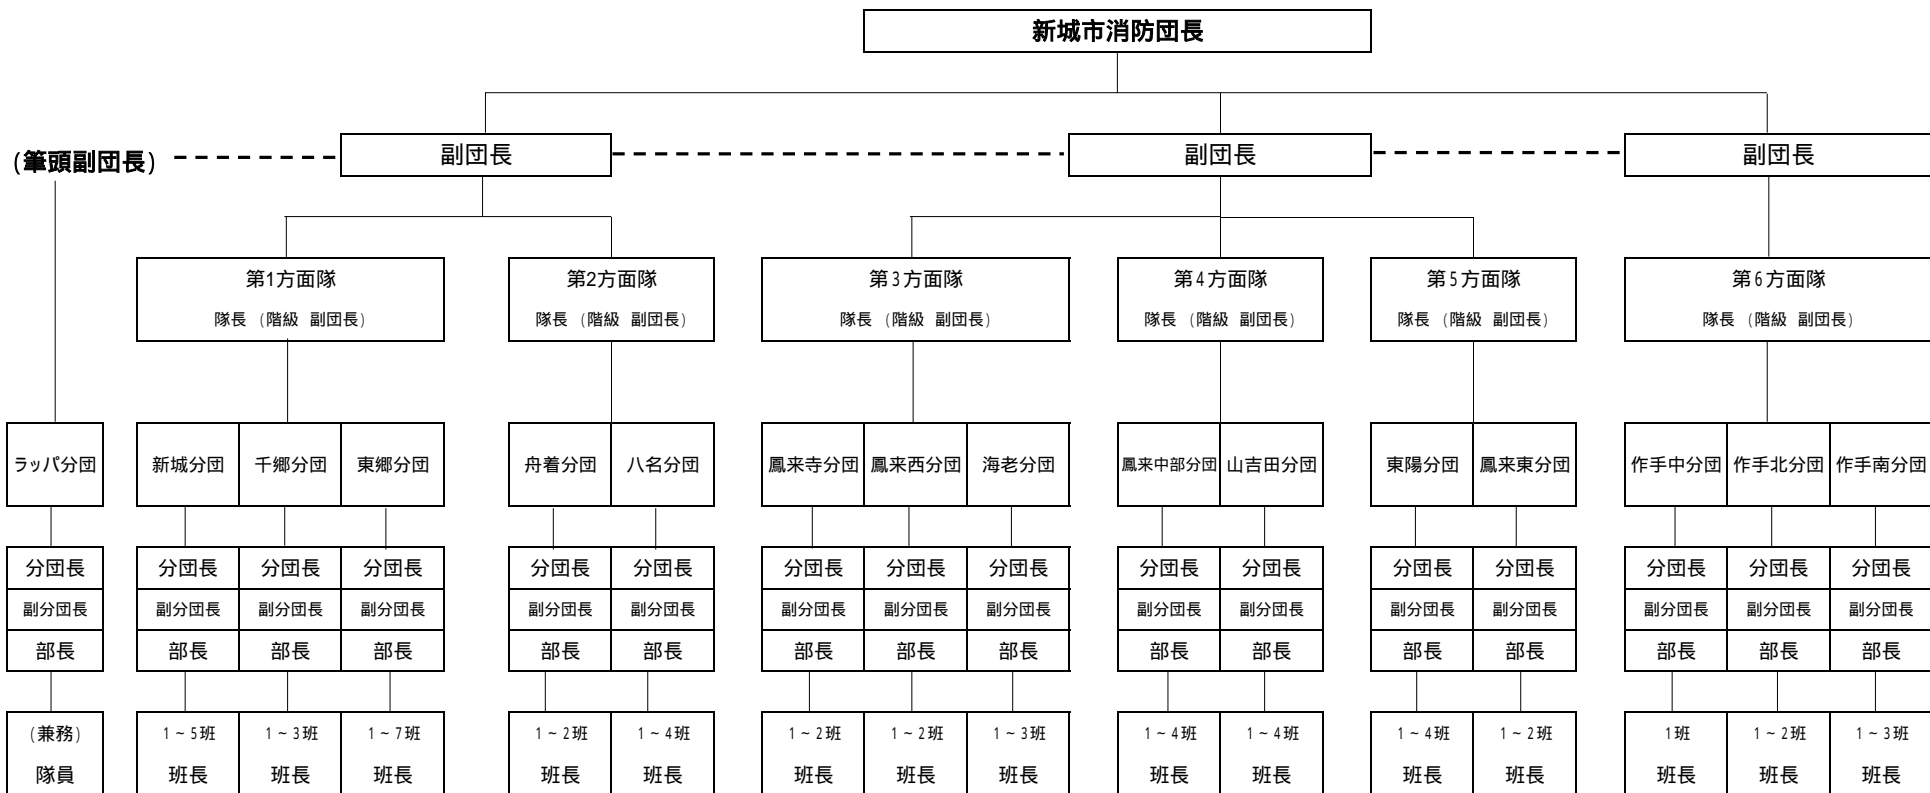 新城市消防団長
(筆頭副団長) 副団長 副団長 副団長
第1方面隊 第2方面隊 第3方面隊 第4方面隊 第5方面隊 第6方面隊
隊長 (階級 副団長) 隊長 (階級 副団長) 隊長 (階級 副団長) 隊長 (階級 副団長) 隊長 (階級 副団長) 隊長 (階級 副団長)
ラッパ分団 新城分団 千郷分団 東郷分団 舟着分団 八名分団 鳳来寺分団 鳳来西分団 海老分団 鳳来中部分団 山吉田分団 東陽分団 鳳来東分団 作手中分団 作手北分団 作手南分団
分団長 分団長 分団長 分団長 分団長 分団長 分団長 分団長 分団長 分団長 分団長 分団長 分団長 分団長 分団長 分団長
副分団長 副分団長 副分団長 副分団長 副分団長 副分団長 副分団長 副分団長 副分団長 副分団長 副分団長 副分団長 副分団長 副分団長 副分団長 副分団長
部長 部長 部長 部長 部長 部長 部長 部長 部長 部長 部長 部長 部長 部長 部長 部長
(兼務) 1~5班 1~3班 1~7班 1~2班 1~4班 1~2班 1~2班 1~3班 1~4班 1~4班 1~4班 1~2班 1班 1~2班 1~3班
隊員 班長 班長 班長 班長 班長 班長 班長 班長 班長 班長 班長 班長 班長 班長 班長